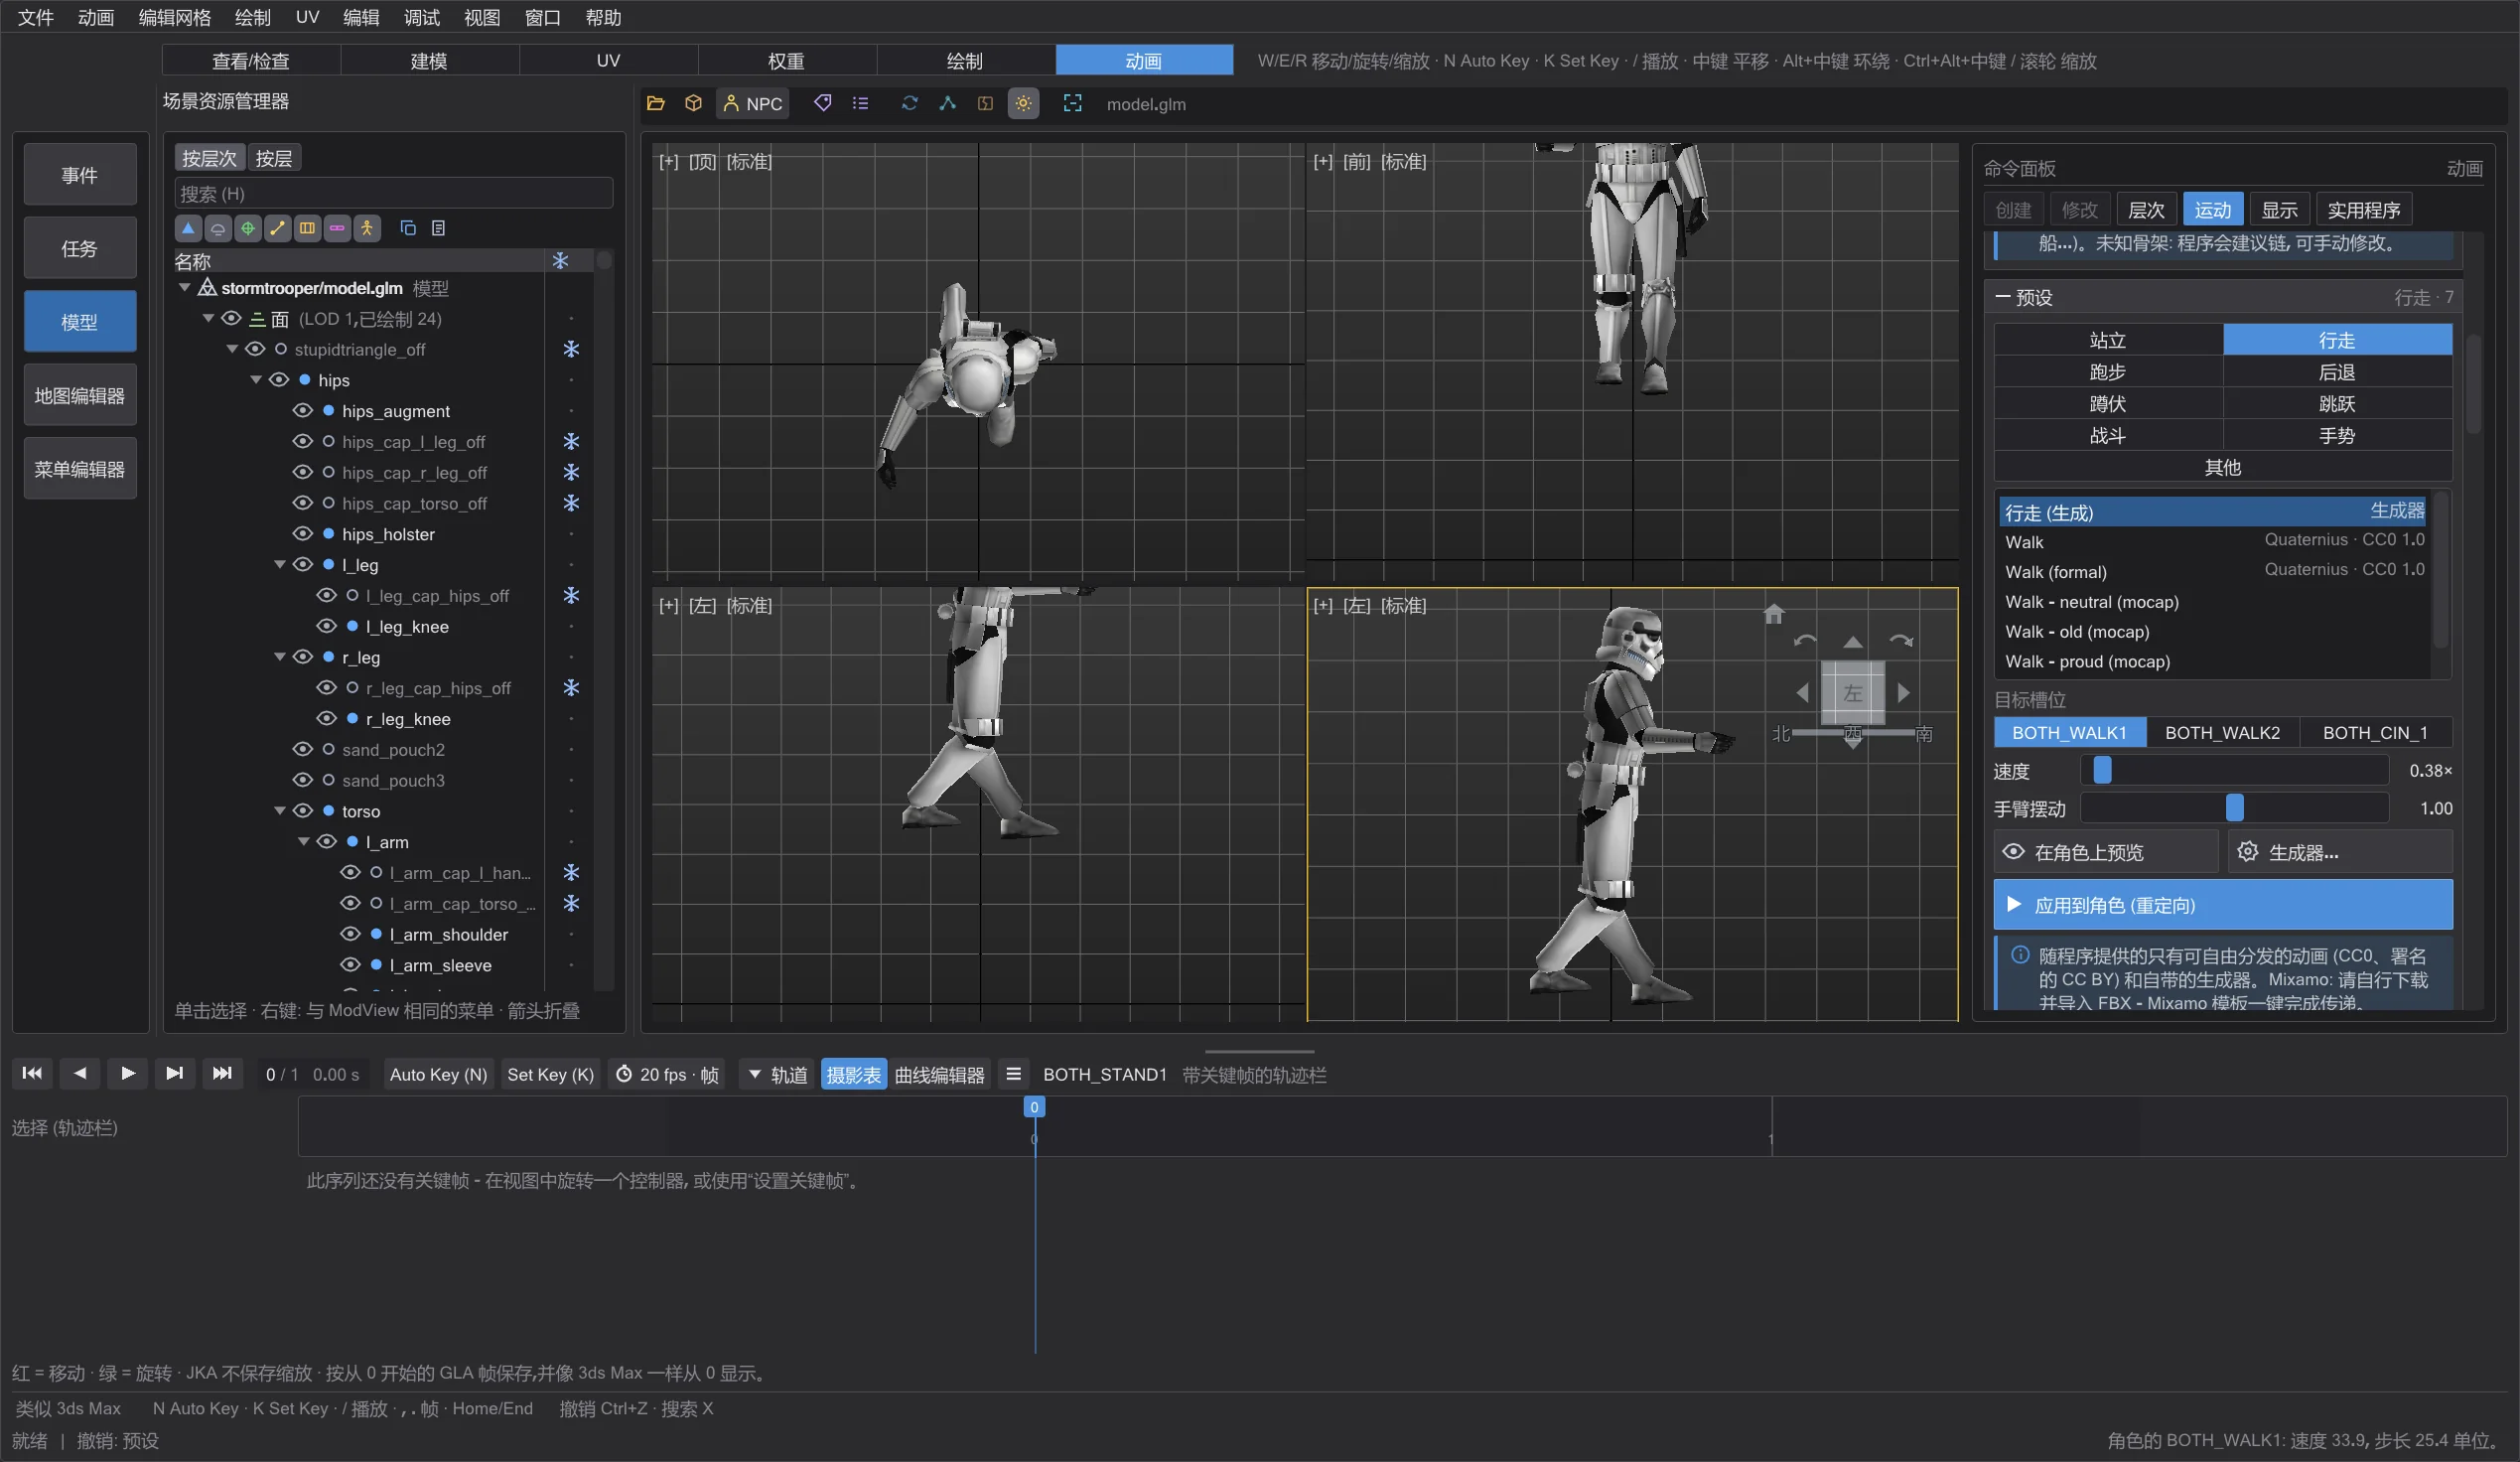 文件 动画 编辑网格 绘制 UV 编辑 调试 视图 窗口 帮助
查看/检查 建模 UV 权重 绘制 动画 W/E/R 移动/旋转/缩放 · N Auto Key · K Set Key · / 播放 · 中键 平移 · Alt+中键 环绕 · Ctrl+Alt+中键 / 滚轮 缩放
场景资源管理器
NPC model.glm
事件
任务
模型
地图编辑器
菜单编辑器
按层次 按层
搜索 (H)
名称
stormtrooper/model.glm 模型
面 (LOD 1,已绘制 24)
stupidtriangle_off
hips
hips_augment
hips_cap_l_leg_off
hips_cap_r_leg_off
hips_cap_torso_off
hips_holster
l_leg
l_leg_cap_hips_off
l_leg_knee
r_leg
r_leg_cap_hips_off
r_leg_knee
sand_pouch2
sand_pouch3
torso
l_arm
l_arm_cap_l_han...
l_arm_cap_torso_...
l_arm_shoulder
l_arm_sleeve
单击选择 · 右键: 与 ModView 相同的菜单 · 箭头折叠
[+] [顶] [标准]
[+] [前] [标准]
[+] [左] [标准]
[+] [左] [标准]
左
北 西 南
命令面板 动画
创建 修改 层次 运动 显示 实用程序
船...)。未知骨架: 程序会建议链, 可手动修改。
预设 行走 · 7
站立 行走
跑步 后退
蹲伏 跳跃
战斗 手势
其他
行走 (生成) 生成器
Walk Quaternius · CC0 1.0
Walk (formal) Quaternius · CC0 1.0
Walk - neutral (mocap)
Walk - old (mocap)
Walk - proud (mocap)
目标槽位
BOTH_WALK1 BOTH_WALK2 BOTH_CIN_1
速度 0.38×
手臂摆动 1.00
在角色上预览 生成器...
应用到角色 (重定向)
随程序提供的只有可自由分发的动画 (CC0、署名
的 CC BY) 和自带的生成器。Mixamo: 请自行下载
并导入 FBX - Mixamo 模板一键完成传递。
0 / 1 0.00 s Auto Key (N) Set Key (K) 20 fps · 帧 轨道 摄影表 曲线编辑器 BOTH_STAND1 带关键帧的轨迹栏
0
选择 (轨迹栏)
0 1
此序列还没有关键帧 - 在视图中旋转一个控制器, 或使用“设置关键帧”。
红 = 移动 · 绿 = 旋转 · JKA 不保存缩放 · 按从 0 开始的 GLA 帧保存,并像 3ds Max 一样从 0 显示。
类似 3ds Max N Auto Key · K Set Key · / 播放 · , . 帧 · Home/End 撤销 Ctrl+Z · 搜索 X
就绪 | 撤销: 预设 角色的 BOTH_WALK1: 速度 33.9, 步长 25.4 单位。